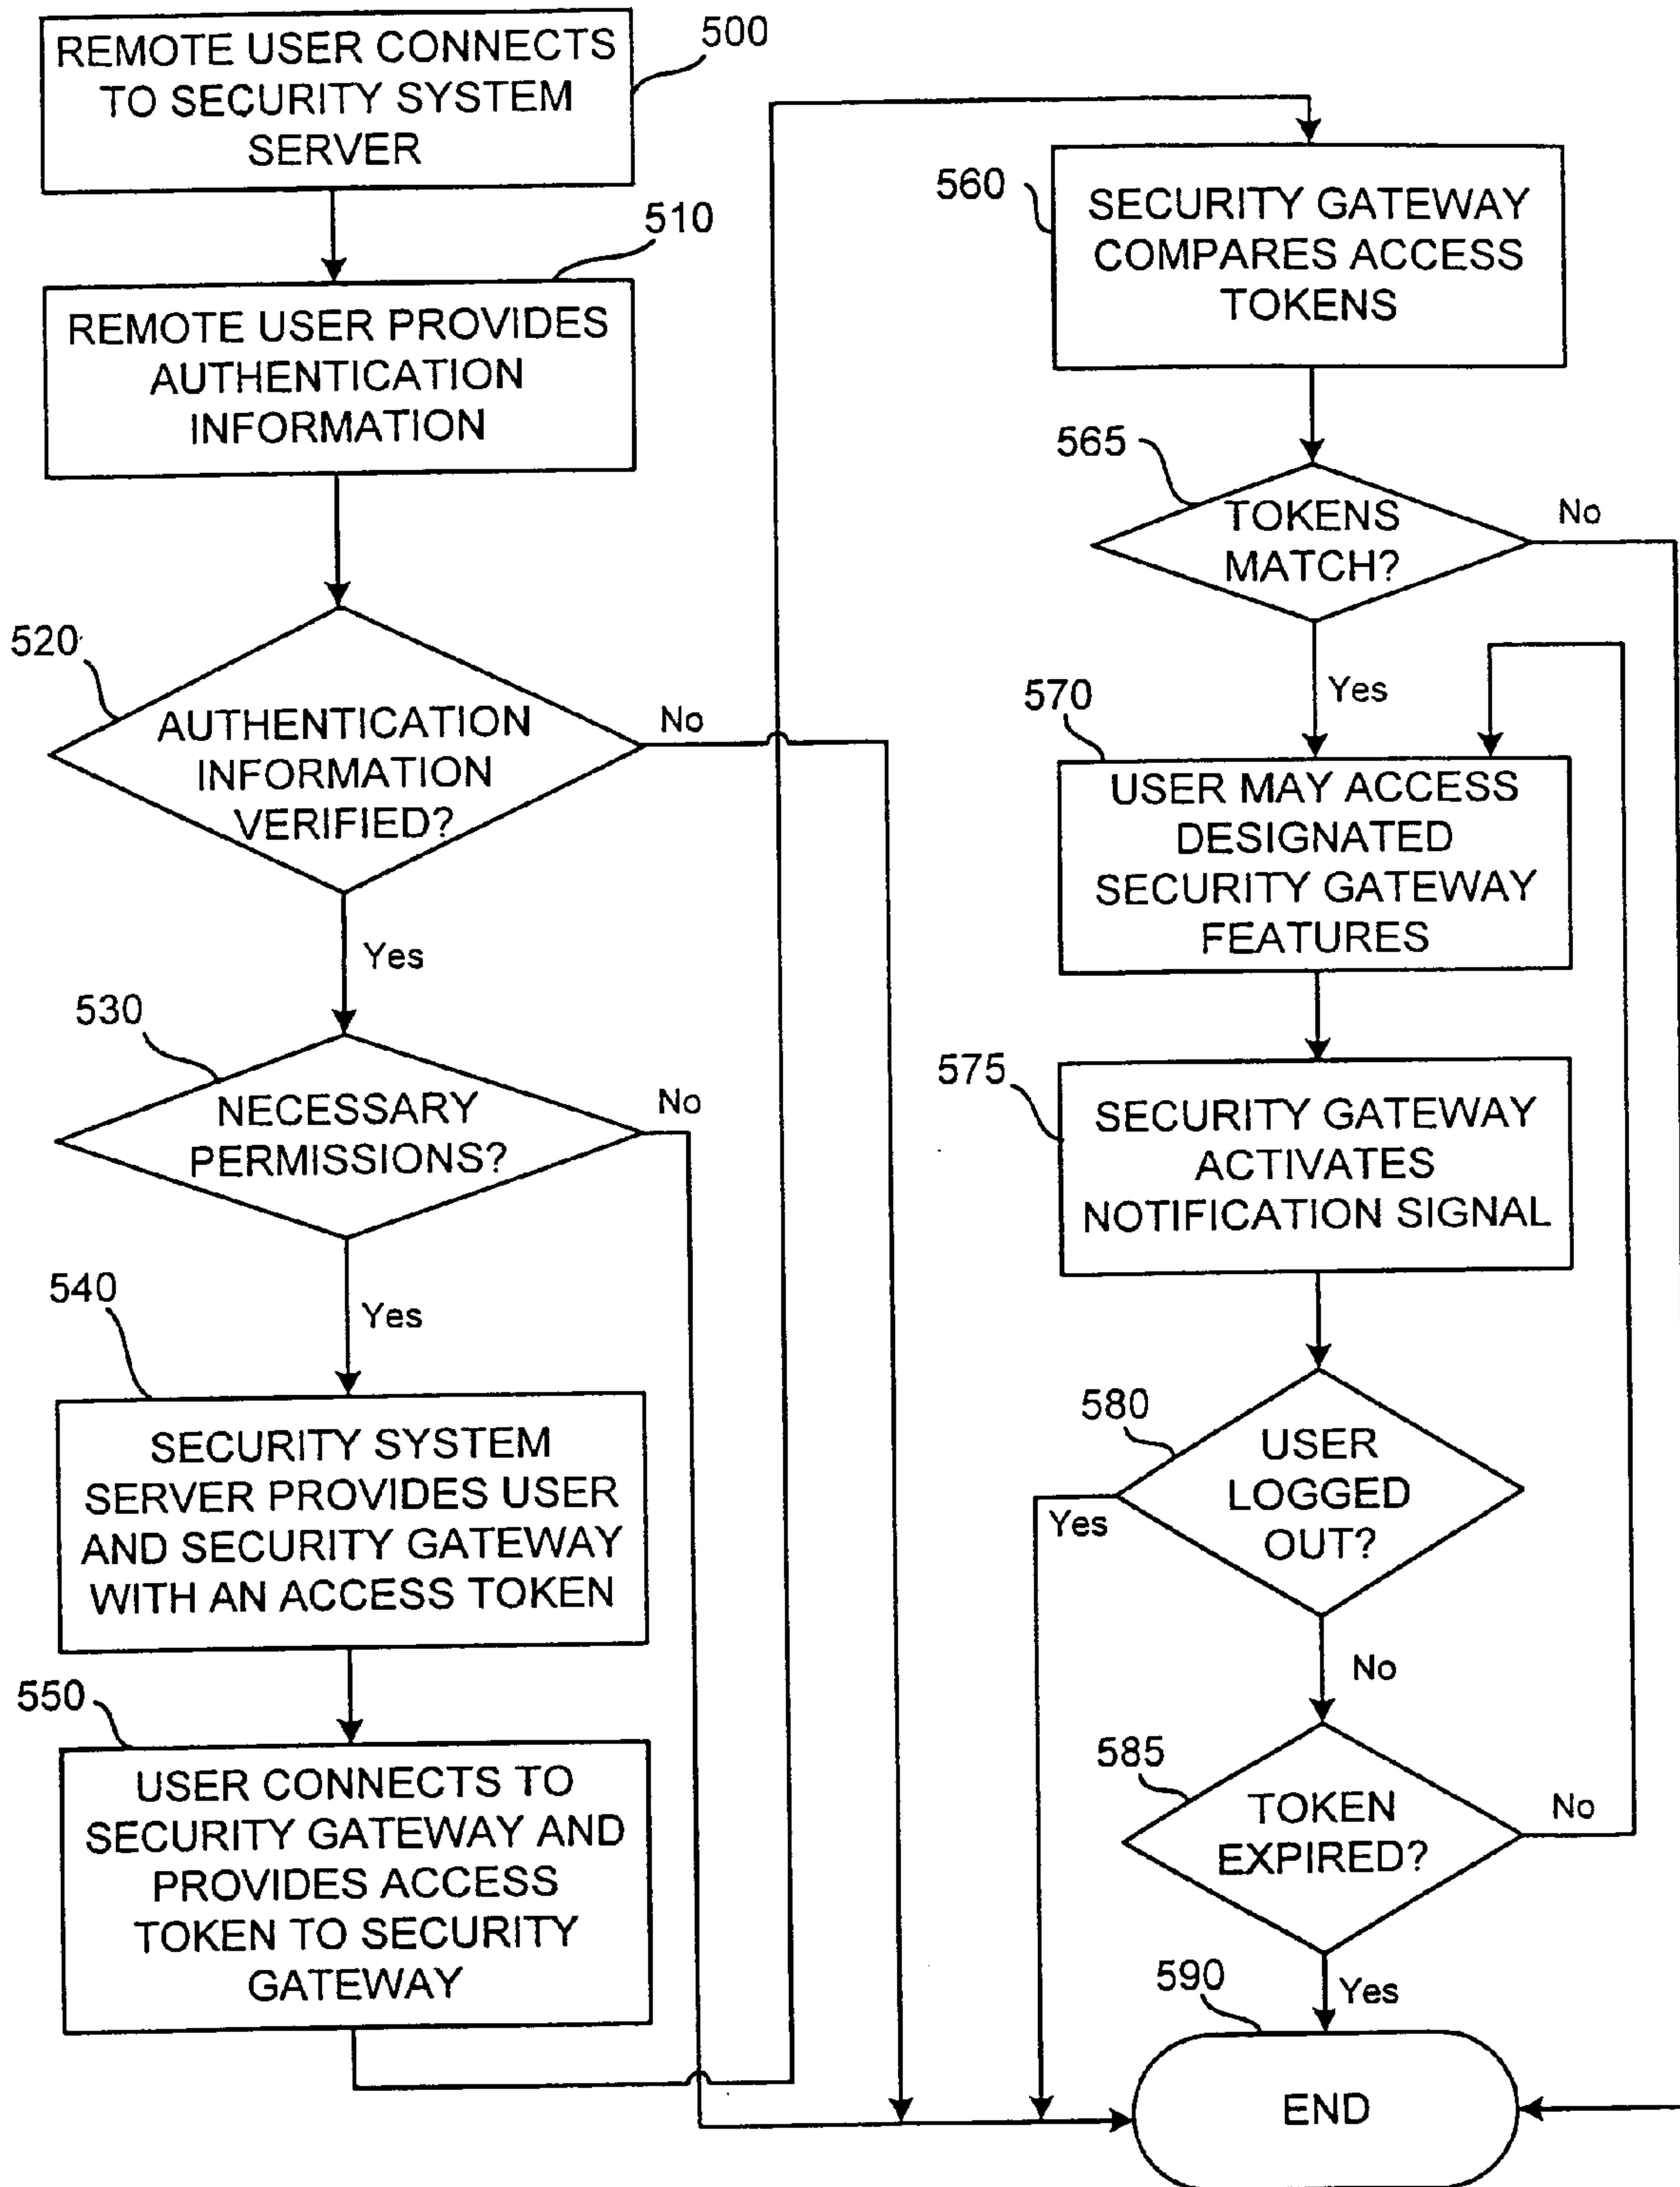 500
REMOTE USER CONNECTS
TO SECURITY SYSTEM
SERVER
510
REMOTE USER PROVIDES
AUTHENTICATION
INFORMATION
520
AUTHENTICATION
INFORMATION
VERIFIED?
No
Yes
530
NECESSARY
PERMISSIONS?
No
Yes
540
SECURITY SYSTEM
SERVER PROVIDES USER
AND SECURITY GATEWAY
WITH AN ACCESS TOKEN
550
USER CONNECTS TO
SECURITY GATEWAY AND
PROVIDES ACCESS
TOKEN TO SECURITY
GATEWAY
560
SECURITY GATEWAY
COMPARES ACCESS
TOKENS
565
TOKENS
MATCH?
No
Yes
570
USER MAY ACCESS
DESIGNATED
SECURITY GATEWAY
FEATURES
575
SECURITY GATEWAY
ACTIVATES
NOTIFICATION SIGNAL
580
USER
LOGGED
OUT?
Yes
No
585
TOKEN
EXPIRED?
No
Yes
590
END